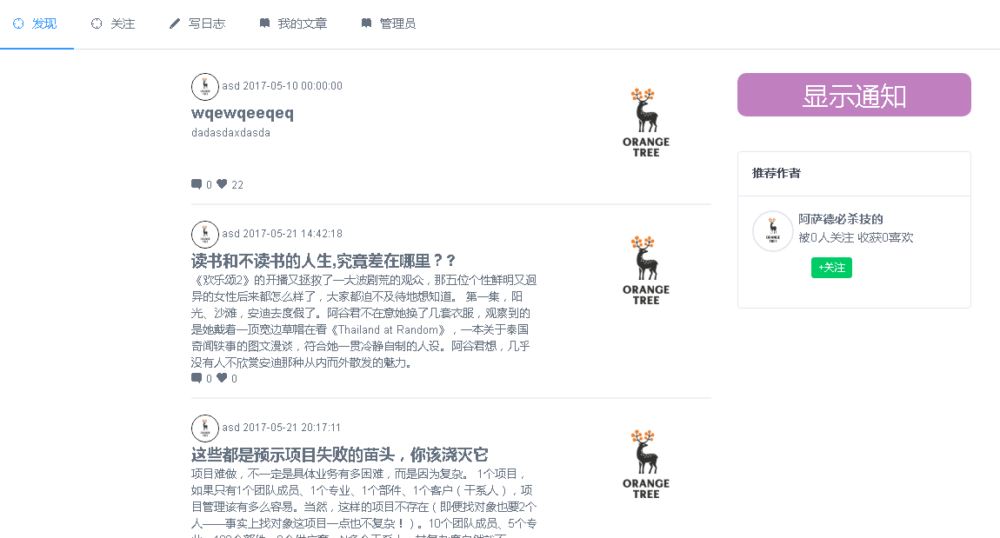 发现 关注 写日志 我的文章 管理员
asd 2017-05-10 00:00:00
wqewqeeqeq
dadasdaxdasda
0 22
ORANGE
TREE
asd 2017-05-21 14:42:18
读书和不读书的人生,究竟差在哪里？?
《欢乐颂2》的开播又拯救了一大波剧荒的观众，那五位个性鲜明又迥
异的女性后来都怎么样了，大家都迫不及待地想知道。 第一集，阳
光、沙滩，安迪去度假了。阿谷君不在意她换了几套衣服，观察到的
是她戴着一顶宽边草帽在看《Thailand at Random》，一本关于泰国
奇闻轶事的图文漫谈，符合她一贯冷静自制的人设。阿谷君想，几乎
没有人不欣赏安迪那种从内而外散发的魅力。
0 0
ORANGE
TREE
asd 2017-05-21 20:17:11
这些都是预示项目失败的苗头，你该浇灭它
项目难做，不一定是具体业务有多困难，而是因为复杂。 1个项目，
如果只有1个团队成员、1个专业、1个部件、1个客户（干系人），项
目管理该有多么容易。当然，这样的项目不存在（即便找对象也要2个
人——事实上找对象这项目一点也不复杂！）。10个团队成员、5个专
ORANGE
TREE
显示通知
推荐作者
阿萨德必杀技的
被0人关注 收获0喜欢
+关注